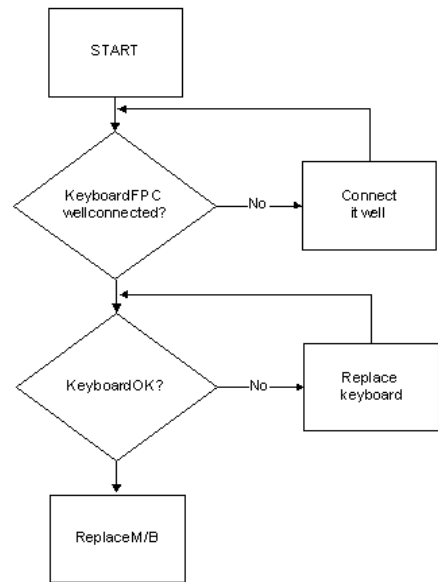 START
KeyboardFPC
wellconnected?
No
Connect
it well
KeyboardOK?
No
Replace
keyboard
ReplaceM/B